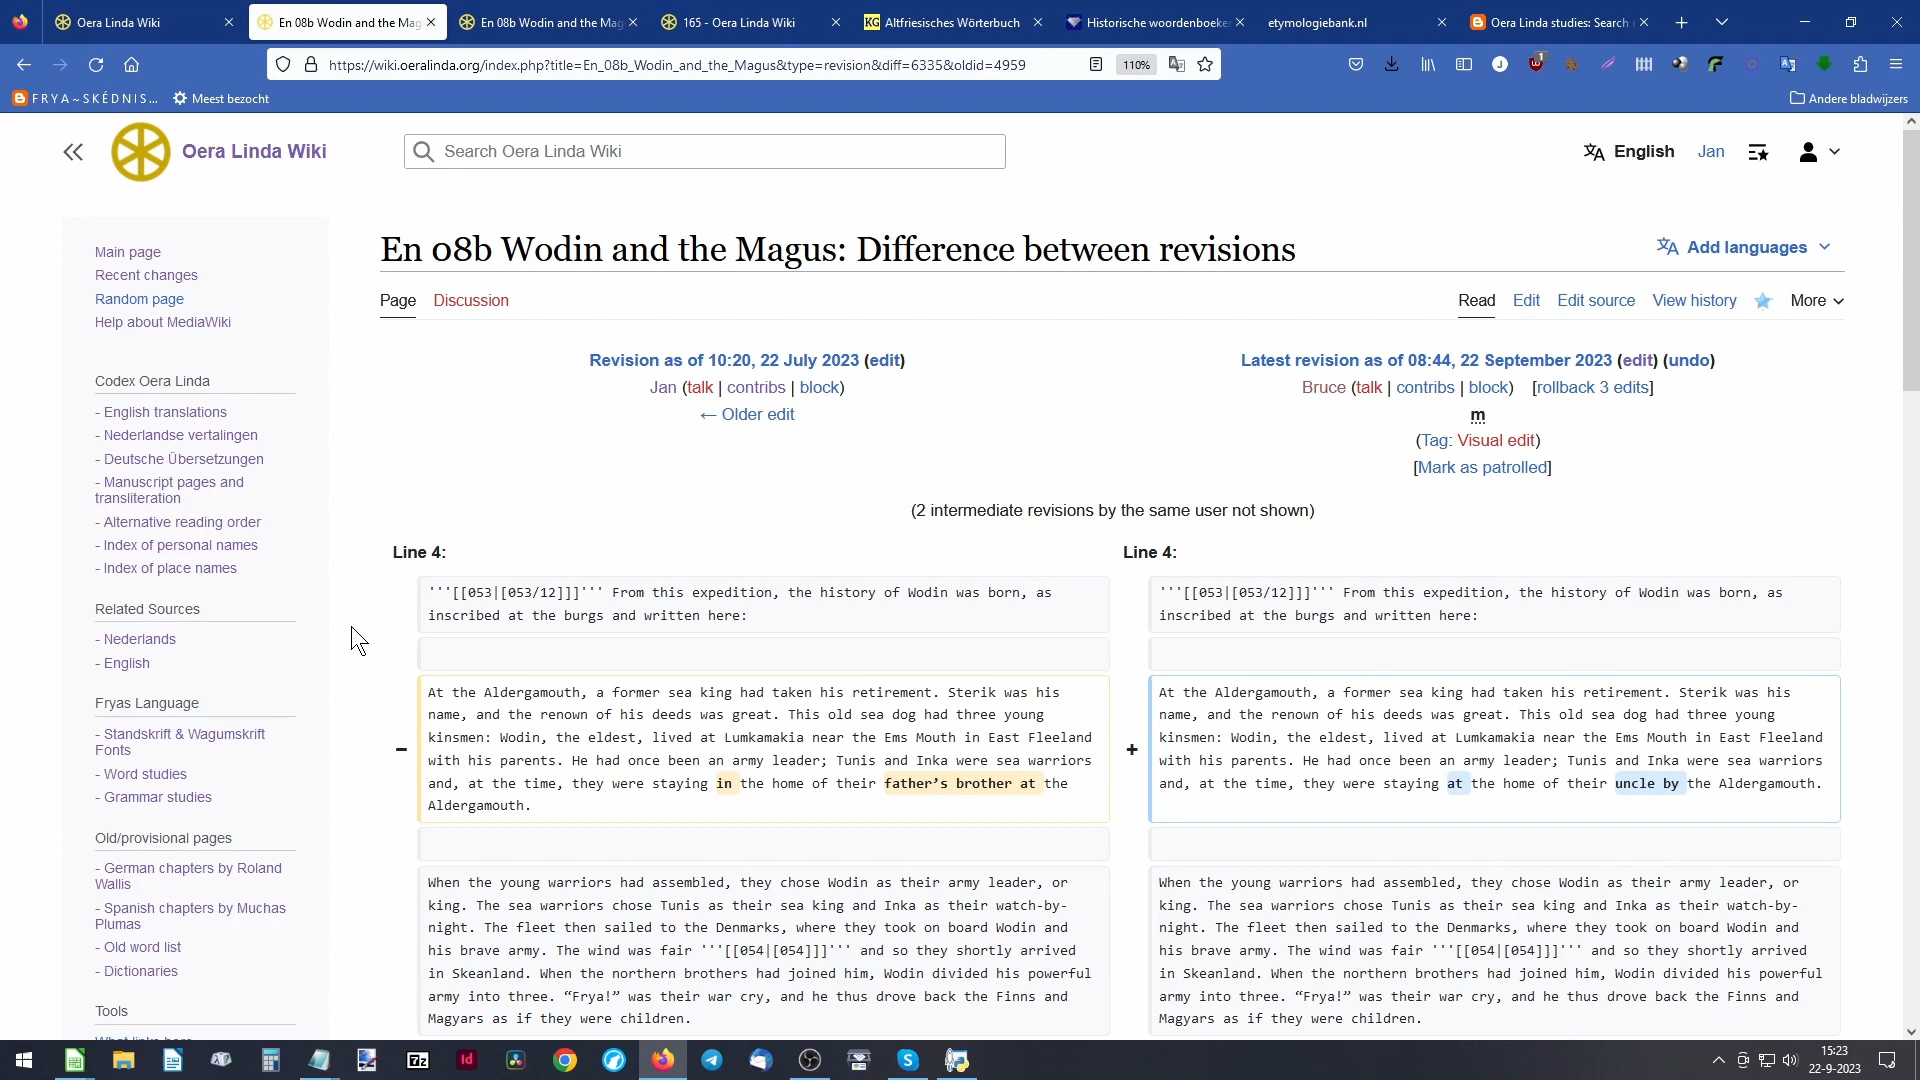 Oera Linda Wiki
En 08b Wodin and the Mag
En 08b Wodin and the Mag
165 - Oera Linda Wiki
KG Altfriesisches Wörterbuch
Historische woordenboeke
etymologiebank.nl
Oera Linda studies: Search
https://wiki.oeralinda.org/index.php?title=En_08b_Wodin_and_the_Magus&type=revision&diff=6335&oldid=4959
110%
F R Y A ~ S K É D N I S ...
Meest bezocht
Andere bladwijzers
Oera Linda Wiki
Search Oera Linda Wiki
English
Jan
Main page
Recent changes
Random page
Help about MediaWiki
Codex Oera Linda
- English translations
- Nederlandse vertalingen
- Deutsche Übersetzungen
- Manuscript pages and
transliteration
- Alternative reading order
- Index of personal names
- Index of place names
Related Sources
- Nederlands
- English
Fryas Language
- Standskrift & Wagumskrift
Fonts
- Word studies
- Grammar studies
Old/provisional pages
- German chapters by Roland
Wallis
- Spanish chapters by Muchas
Plumas
- Old word list
- Dictionaries
Tools
What links here
En 08b Wodin and the Magus: Difference between revisions
Add languages
Page Discussion
Read Edit Edit source View history More
Revision as of 10:20, 22 July 2023 (edit)
Jan (talk | contribs | block)
← Older edit
Latest revision as of 08:44, 22 September 2023 (edit) (undo)
Bruce (talk | contribs | block) [rollback 3 edits]
m
(Tag: Visual edit)
[Mark as patrolled]
(2 intermediate revisions by the same user not shown)
Line 4:
'''[[053|[053/12]]]''' From this expedition, the history of Wodin was born, as
inscribed at the burgs and written here:
−
At the Aldergamouth, a former sea king had taken his retirement. Sterik was his
name, and the renown of his deeds was great. This old sea dog had three young
kinsmen: Wodin, the eldest, lived at Lumkamakia near the Ems Mouth in East Fleeland
with his parents. He had once been an army leader; Tunis and Inka were sea warriors
and, at the time, they were staying in the home of their father’s brother at the
Aldergamouth.
When the young warriors had assembled, they chose Wodin as their army leader, or
king. The sea warriors chose Tunis as their sea king and Inka as their watch-by-
night. The fleet then sailed to the Denmarks, where they took on board Wodin and
his brave army. The wind was fair '''[[054|[054]]]''' and so they shortly arrived
in Skeanland. When the northern brothers had joined him, Wodin divided his powerful
army into three. “Frya!” was their war cry, and he thus drove back the Finns and
Magyars as if they were children.
Line 4:
'''[[053|[053/12]]]''' From this expedition, the history of Wodin was born, as
inscribed at the burgs and written here:
+
At the Aldergamouth, a former sea king had taken his retirement. Sterik was his
name, and the renown of his deeds was great. This old sea dog had three young
kinsmen: Wodin, the eldest, lived at Lumkamakia near the Ems Mouth in East Fleeland
with his parents. He had once been an army leader; Tunis and Inka were sea warriors
and, at the time, they were staying at the home of their uncle by the Aldergamouth.
When the young warriors had assembled, they chose Wodin as their army leader, or
king. The sea warriors chose Tunis as their sea king and Inka as their watch-by-
night. The fleet then sailed to the Denmarks, where they took on board Wodin and
his brave army. The wind was fair '''[[054|[054]]]''' and so they shortly arrived
in Skeanland. When the northern brothers had joined him, Wodin divided his powerful
army into three. “Frya!” was their war cry, and he thus drove back the Finns and
Magyars as if they were children.
15:23
22-9-2023